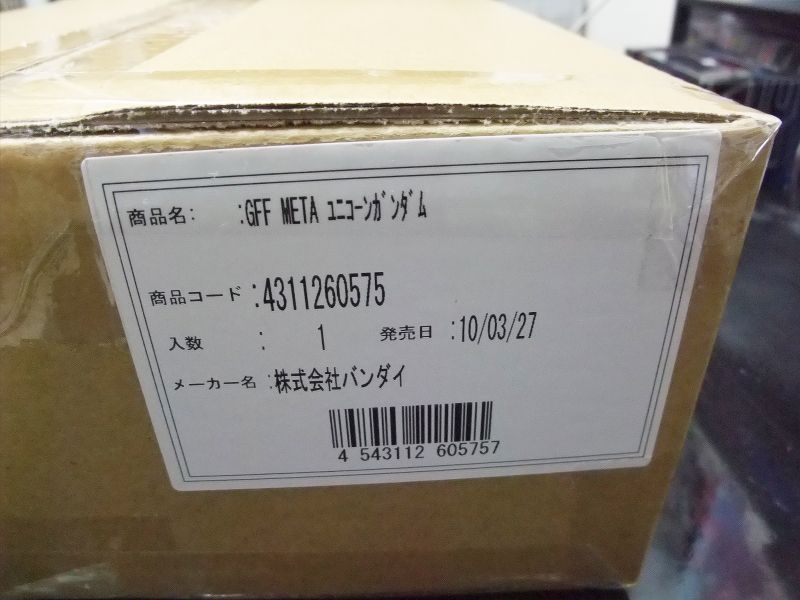 商品名: :GFF META ﾕﾆｺｰﾝｶﾞﾝﾀﾞﾑ
商品コード :4311260575
入数 : 1 発売日 :10/03/27
メーカー名 :株式会社バンダイ
4 543112 605757